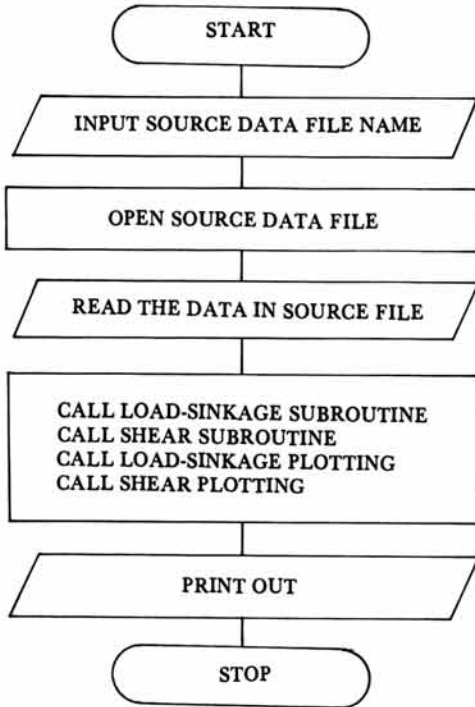 START
INPUT SOURCE DATA FILE NAME
OPEN SOURCE DATA FILE
READ THE DATA IN SOURCE FILE
CALL LOAD-SINKAGE SUBROUTINE
CALL SHEAR SUBROUTINE
CALL LOAD-SINKAGE PLOTTING
CALL SHEAR PLOTTING
PRINT OUT
STOP